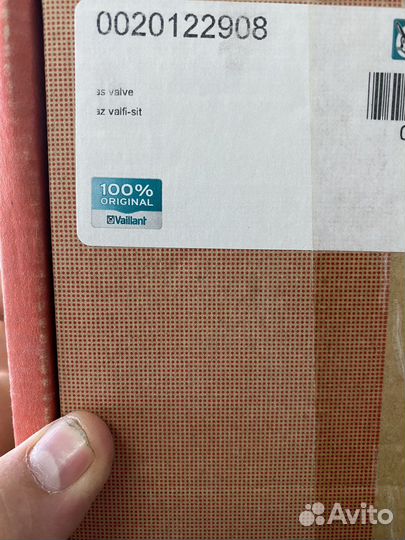 0020122908
as valve
az valfi-sit
100%
ORIGINAL
Vaillant
Avito